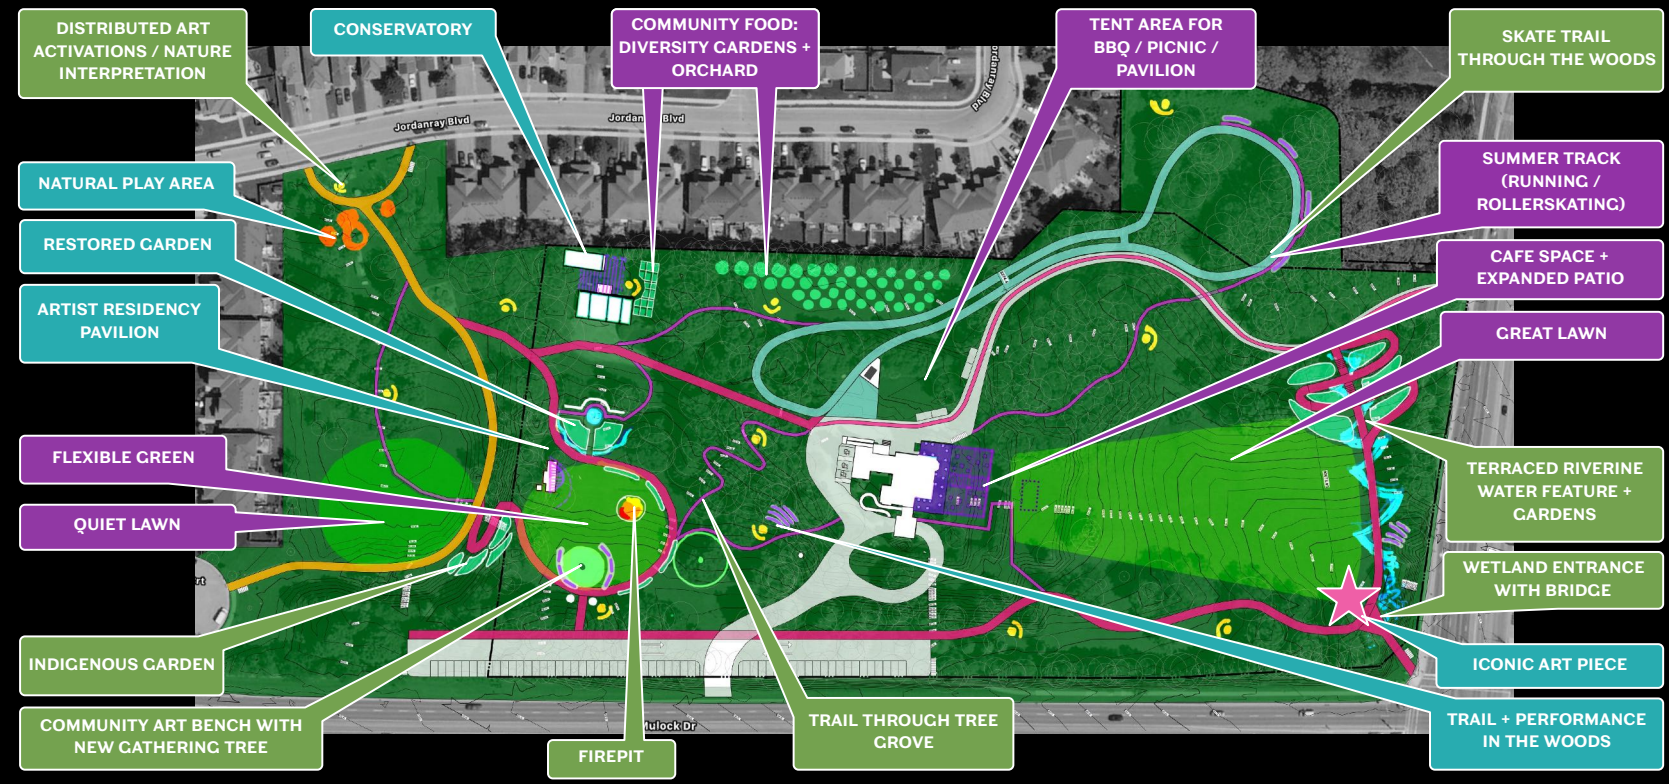 DISTRIBUTED ART
ACTIVATIONS / NATURE
INTERPRETATION
CONSERVATORY
COMMUNITY FOOD:
DIVERSITY GARDENS +
ORCHARD
TENT AREA FOR
BBQ / PICNIC /
PAVILION
SKATE TRAIL
THROUGH THE WOODS
Jordanray Blvd
Blvd
NATURAL PLAY AREA
SUMMER TRACK
(RUNNING /
ROLLERSKATING)
RESTORED GARDEN
CAFE SPACE +
EXPANDED PATIO
ARTIST RESIDENCY
PAVILION
GREAT LAWN
FLEXIBLE GREEN
TERRACED RIVERINE
WATER FEATURE +
GARDENS
QUIET LAWN
WETLAND ENTRANCE
WITH BRIDGE
INDIGENOUS GARDEN
ICONIC ART PIECE
COMMUNITY ART BENCH WITH
NEW GATHERING TREE
FIREPIT
Mulock Dr
TRAIL THROUGH TREE
GROVE
TRAIL + PERFORMANCE
IN THE WOODS